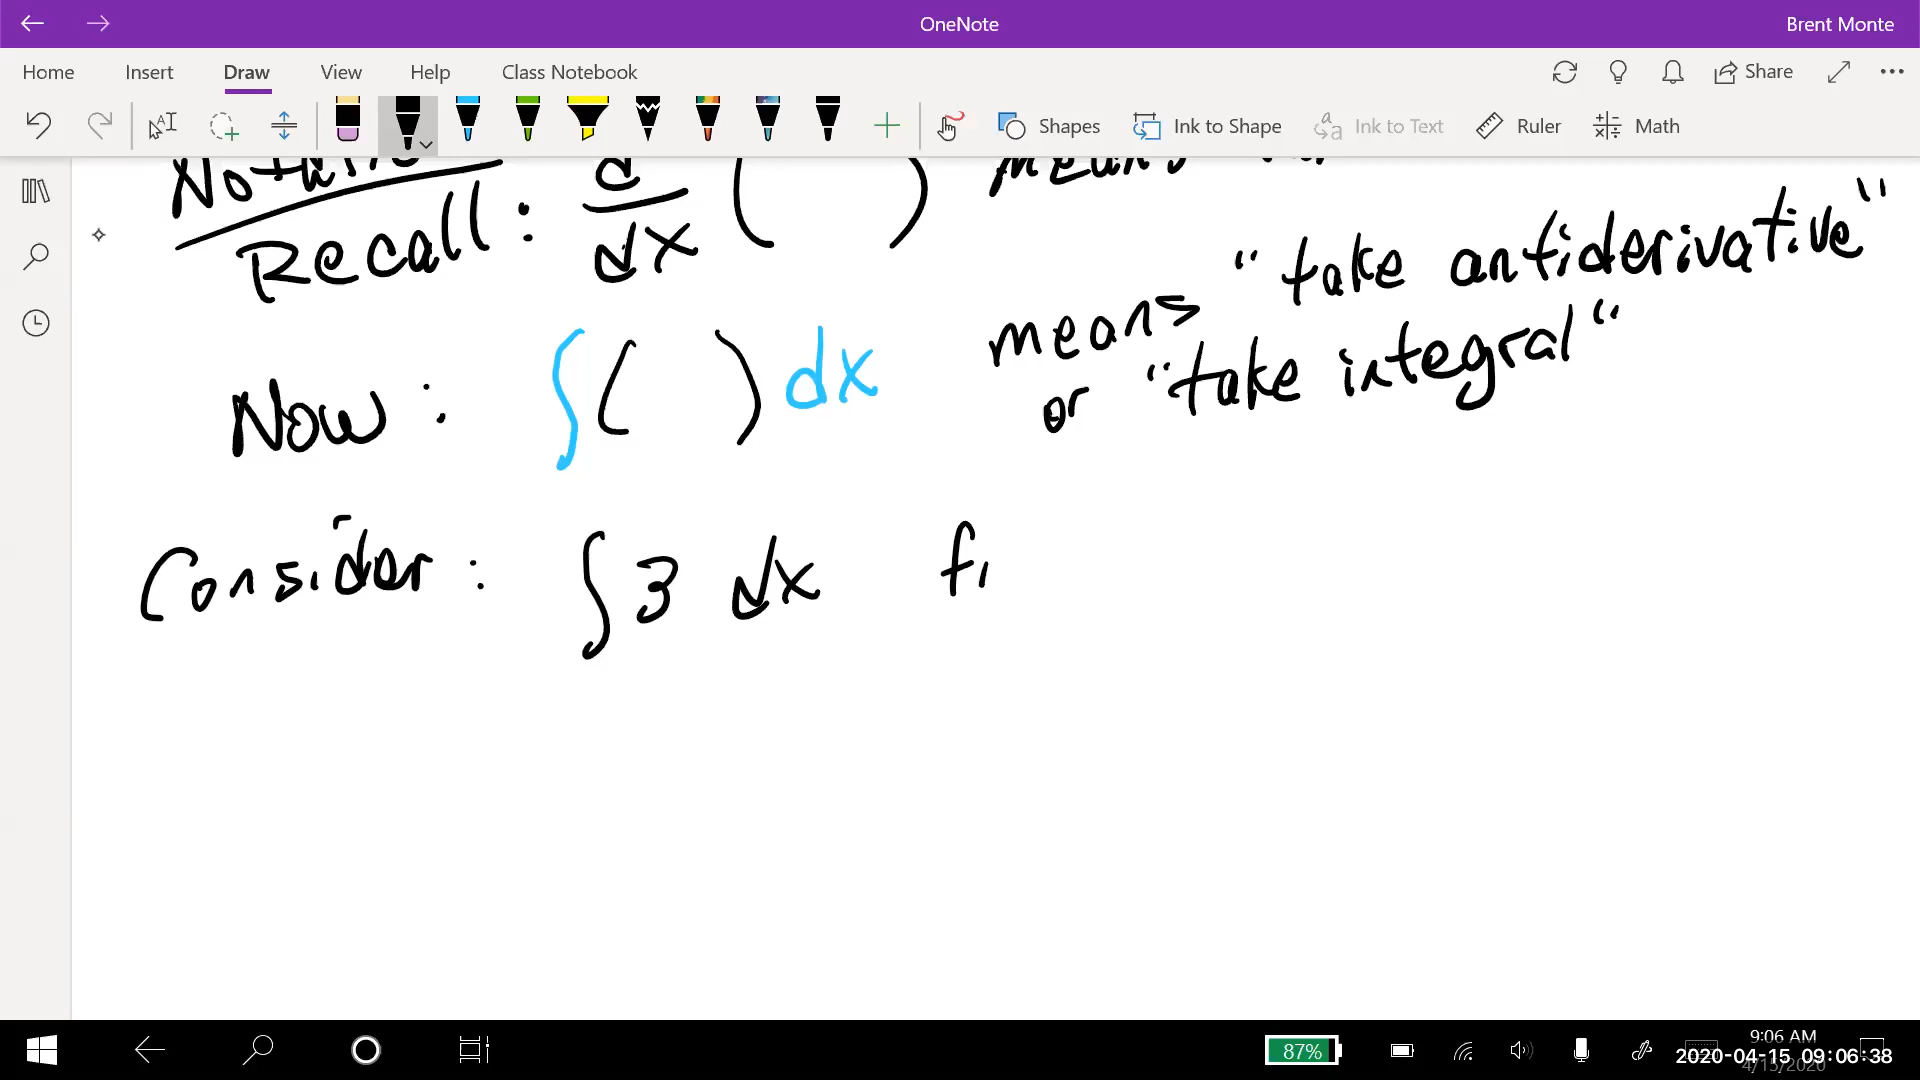 OneNote
Brent Monte
Home Insert Draw View Help Class Notebook Share
Shapes Ink to Shape Ink to Text Ruler Math
Recall : d/dx ( )
means "take antiderivative"
Now : ∫( ) dx or "take integral"
Consider : ∫ 3 dx
87%
9:06 AM
2020-04-15 09:06:38